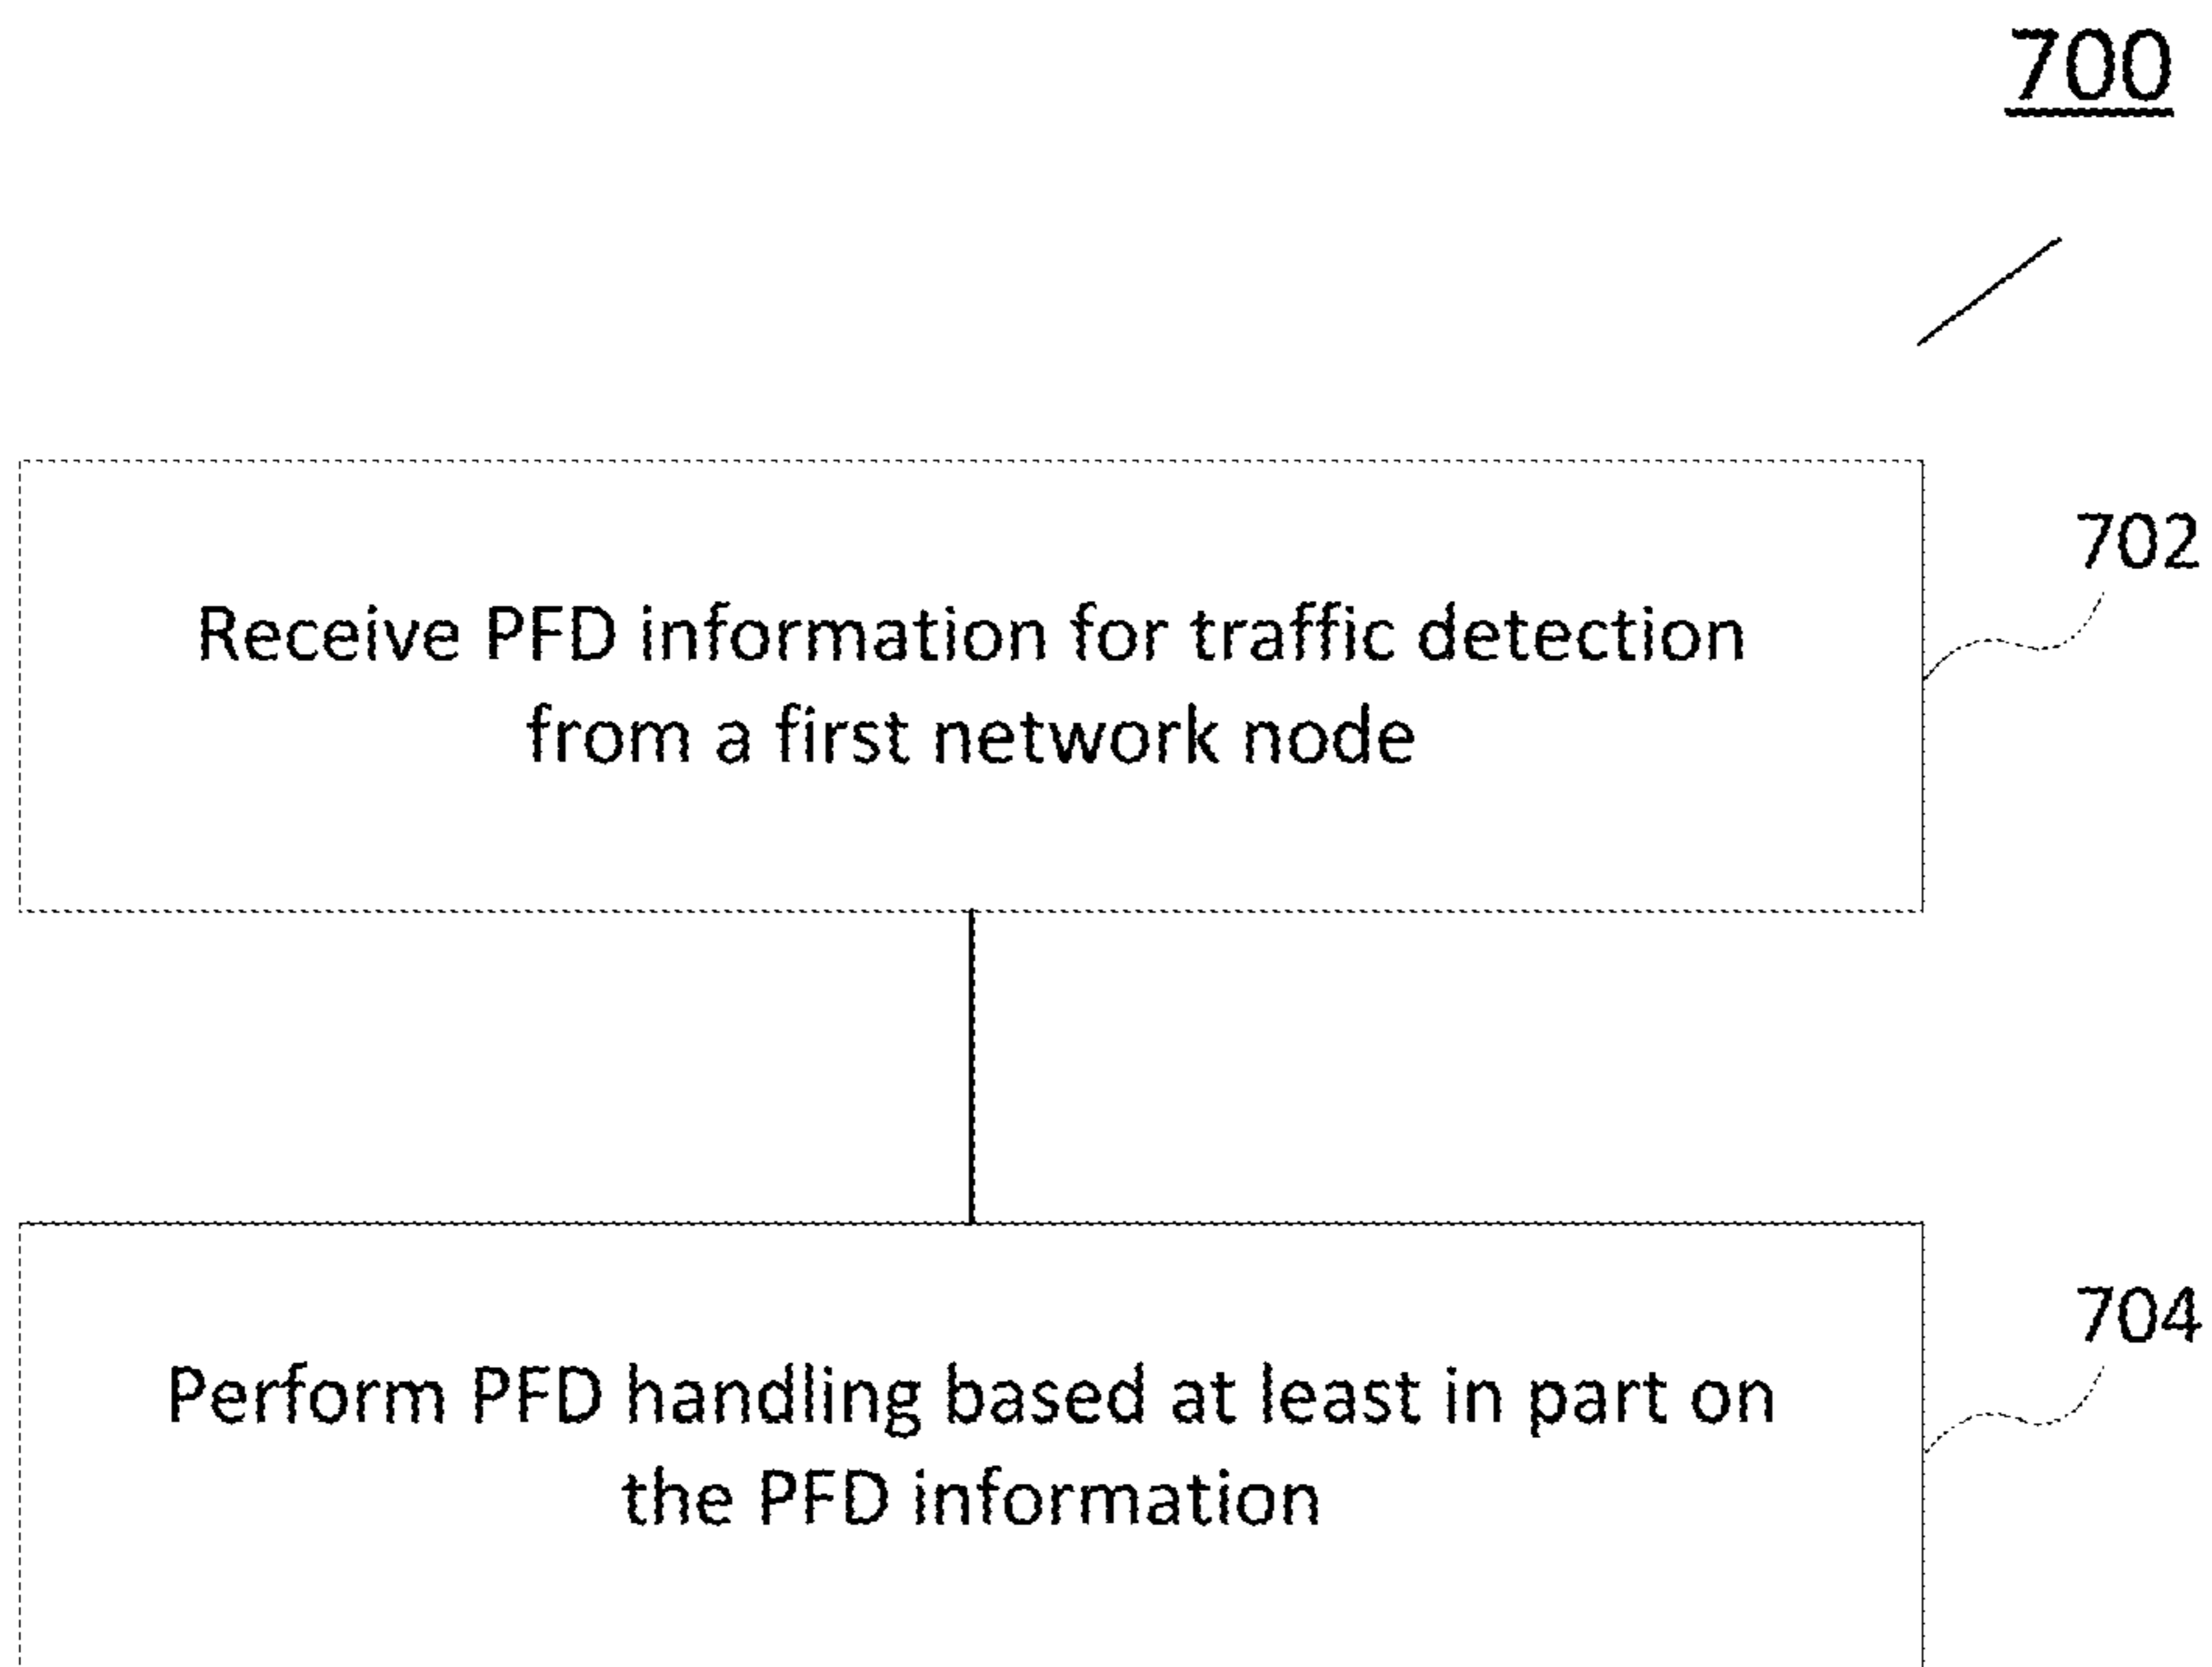 700
702
Receive PFD information for traffic detection
from a first network node
704
Perform PFD handling based at least in part on
the PFD information